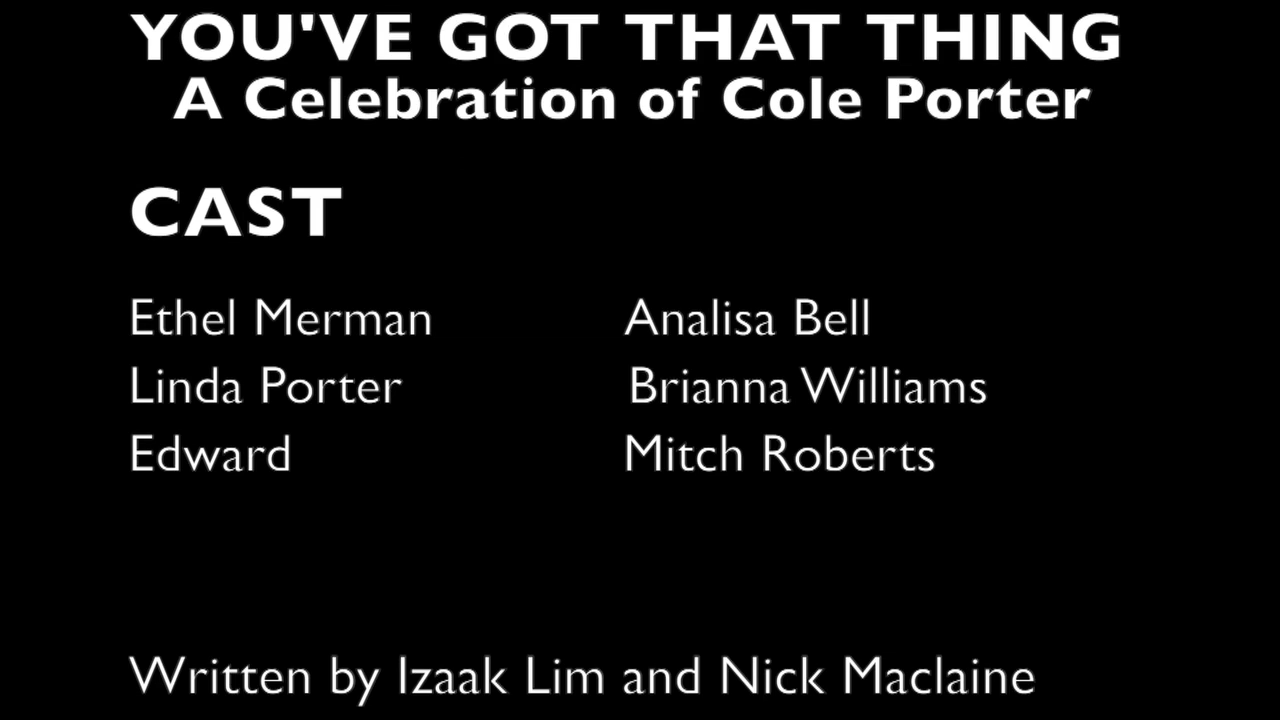 YOU'VE GOT THAT THING
A Celebration of Cole Porter
CAST
Ethel Merman Analisa Bell
Linda Porter Brianna Williams
Edward Mitch Roberts
Written by Izaak Lim and Nick Maclaine